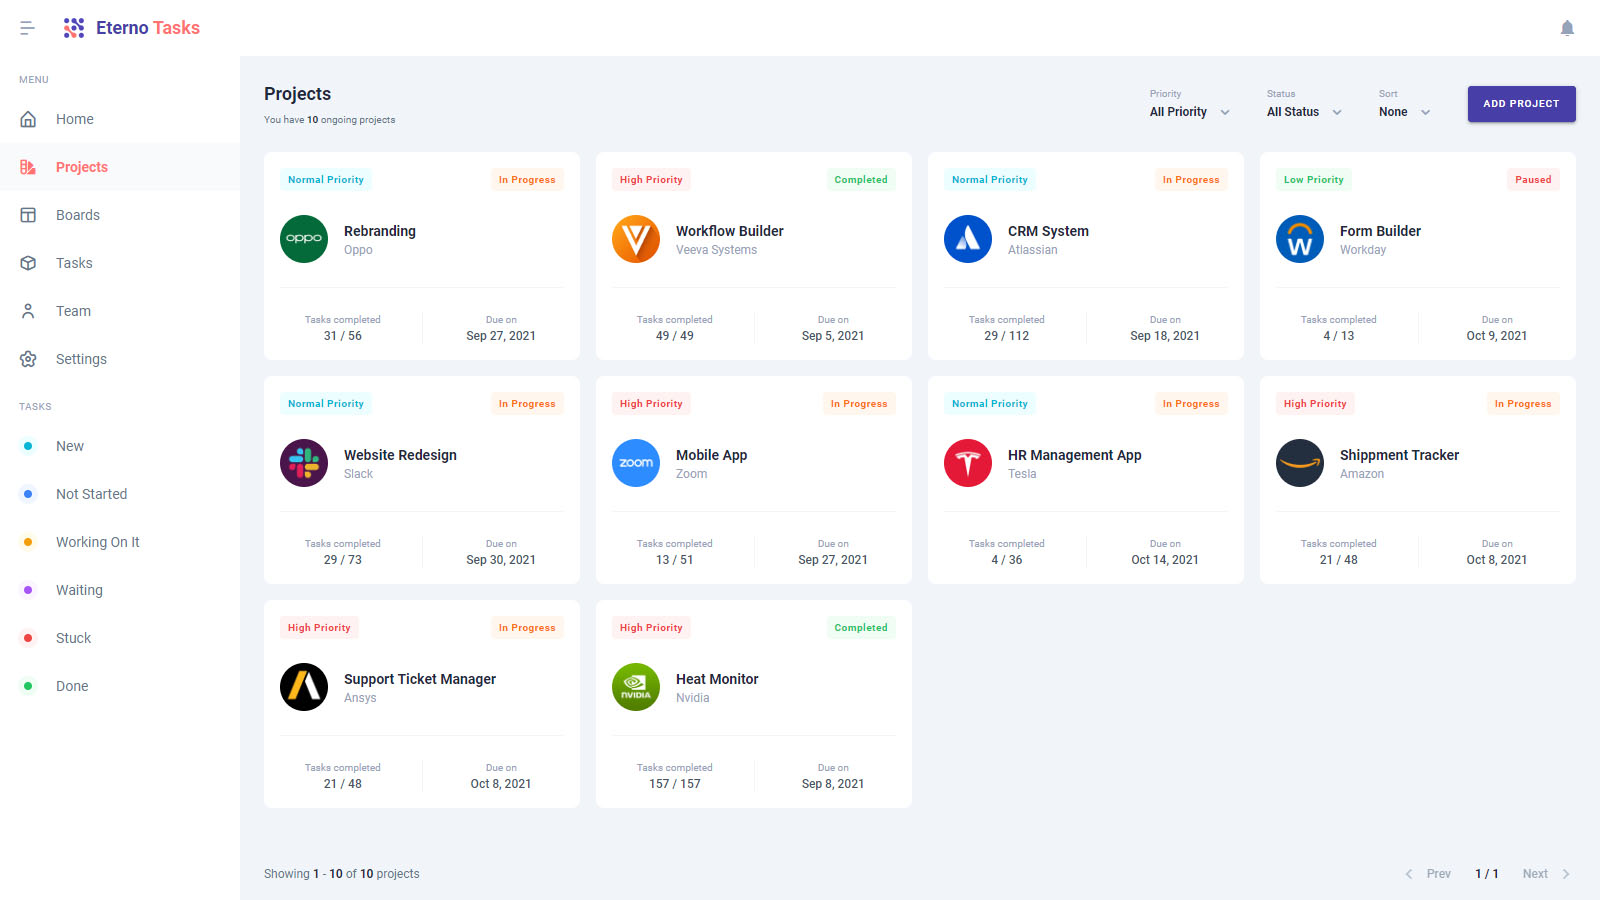 Eterno Tasks
MENU
Home
Projects
Boards
Tasks
Team
Settings
TASKS
New
Not Started
Working On It
Waiting
Stuck
Done
Projects
You have 10 ongoing projects
Priority
All Priority
Status
All Status
Sort
None
ADD PROJECT
Normal Priority
In Progress
oppo
Rebranding
Oppo
Tasks completed
31 / 56
Due on
Sep 27, 2021
High Priority
Completed
Workflow Builder
Veeva Systems
Tasks completed
49 / 49
Due on
Sep 5, 2021
Normal Priority
In Progress
CRM System
Atlassian
Tasks completed
29 / 112
Due on
Sep 18, 2021
Low Priority
Paused
W
Form Builder
Workday
Tasks completed
4 / 13
Due on
Oct 9, 2021
Normal Priority
In Progress
Website Redesign
Slack
Tasks completed
29 / 73
Due on
Sep 30, 2021
High Priority
In Progress
zoom
Mobile App
Zoom
Tasks completed
13 / 51
Due on
Sep 27, 2021
Normal Priority
In Progress
HR Management App
Tesla
Tasks completed
4 / 36
Due on
Oct 14, 2021
High Priority
In Progress
Shippment Tracker
Amazon
Tasks completed
21 / 48
Due on
Oct 8, 2021
High Priority
In Progress
Support Ticket Manager
Ansys
Tasks completed
21 / 48
Due on
Oct 8, 2021
High Priority
Completed
NVIDIA
Heat Monitor
Nvidia
Tasks completed
157 / 157
Due on
Sep 8, 2021
Showing 1 - 10 of 10 projects
Prev
1 / 1
Next